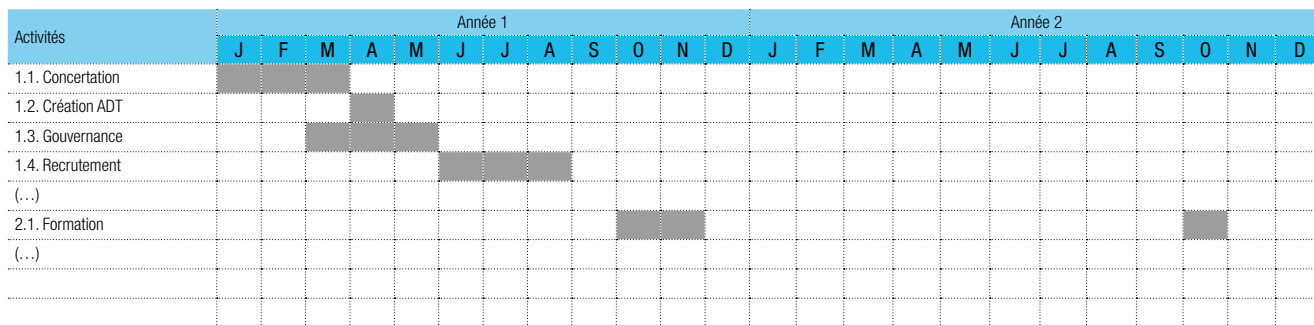 Activités Année 1 Année 2
J F M A M J J A S O N D J F M A M J J A S O N D
1.1. Concertation
1.2. Création ADT
1.3. Gouvernance
1.4. Recrutement
(…)
2.1. Formation
(…)